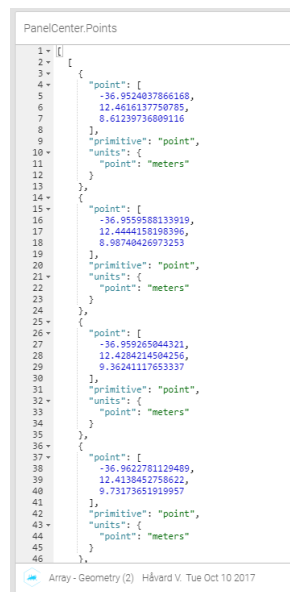 PanelCenter.Points
1 [
2 [
3 {
4 "point": [
5 -36.9524037866168,
6 12.4616137750785,
7 8.61239736809116
8 ],
9 "primitive": "point",
10 "units": {
11 "point": "meters"
12 }
13 },
14 {
15 "point": [
16 -36.9559588133919,
17 12.4444158198396,
18 8.98740426973253
19 ],
20 "primitive": "point",
21 "units": {
22 "point": "meters"
23 }
24 },
25 {
26 "point": [
27 -36.959265044321,
28 12.4284214504256,
29 9.36241117653337
30 ],
31 "primitive": "point",
32 "units": {
33 "point": "meters"
34 }
35 },
36 {
37 "point": [
38 -36.9622781129489,
39 12.4138452758622,
40 9.73173651919957
41 ],
42 "primitive": "point",
43 "units": {
44 "point": "meters"
45 }
46 },
Array - Geometry (2) Håvard V. Tue Oct 10 2017